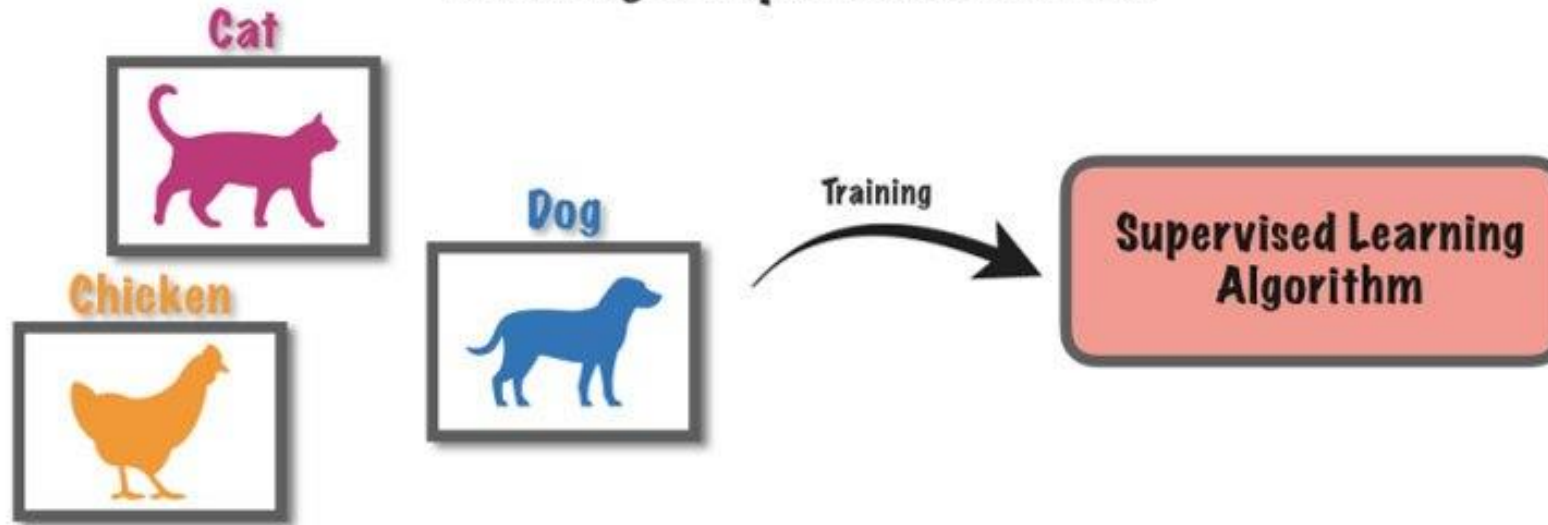 Cat
Dog
Training
Supervised Learning
Algorithm
Chicken